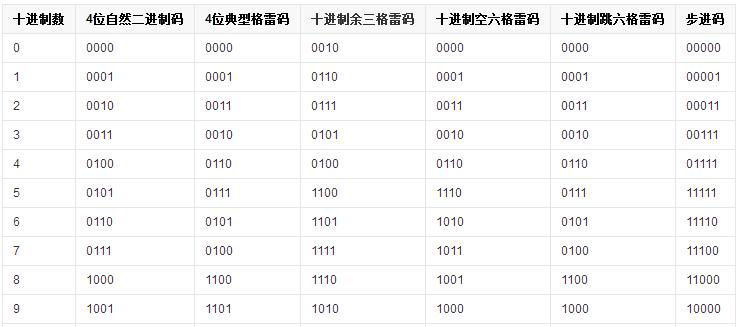 十进制数 4位自然二进制码 4位典型格雷码 十进制余三格雷码 十进制空六格雷码 十进制跳六格雷码 步进码
0 0000 0000 0010 0000 0000 00000
1 0001 0001 0110 0001 0001 00001
2 0010 0011 0111 0011 0011 00011
3 0011 0010 0101 0010 0010 00111
4 0100 0110 0100 0110 0110 01111
5 0101 0111 1100 1110 0111 11111
6 0110 0101 1101 1010 0101 11110
7 0111 0100 1111 1011 0100 11100
8 1000 1100 1110 1001 1100 11000
9 1001 1101 1010 1000 1000 10000